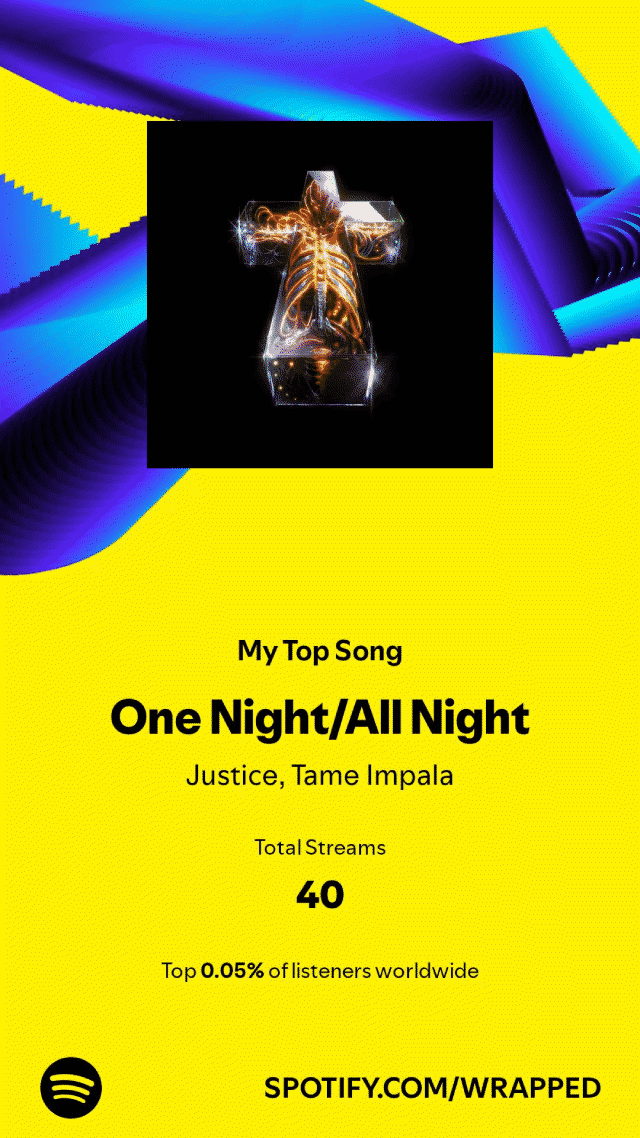 My Top Song
One Night/All Night
Justice, Tame Impala
Total Streams
40
Top 0.05% of listeners worldwide
SPOTIFY.COM/WRAPPED